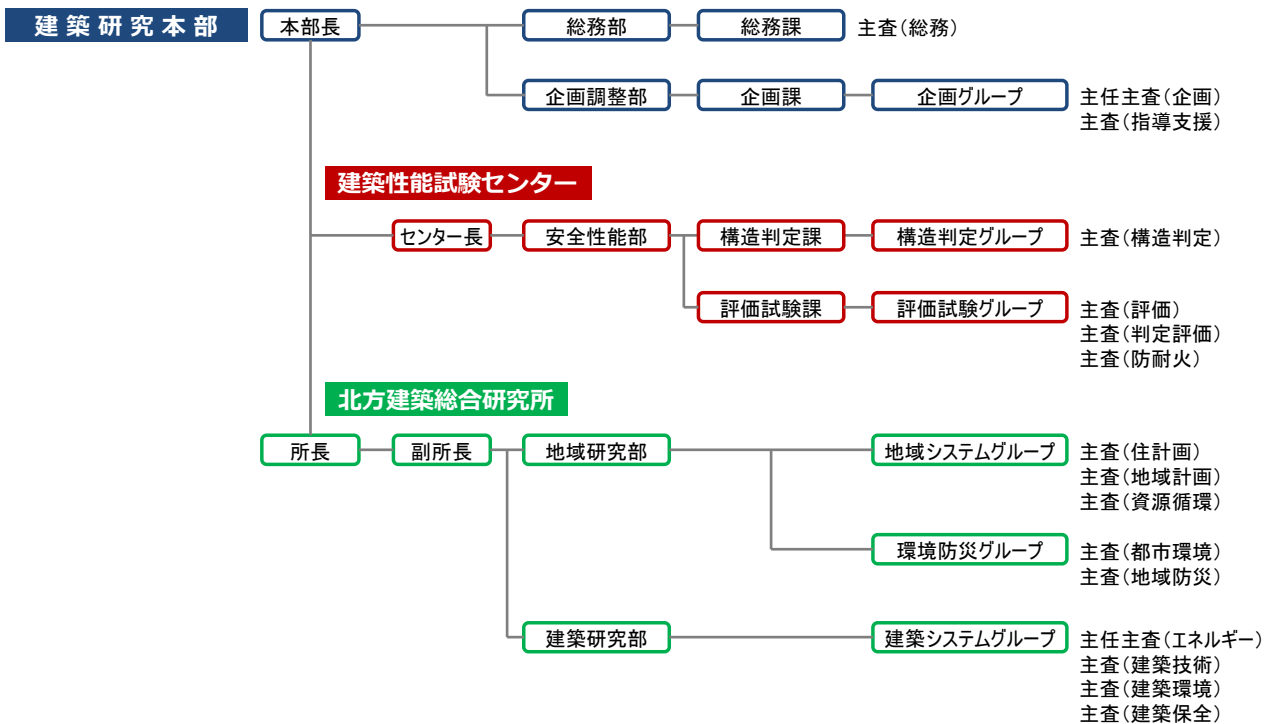 建築研究本部
本部長
総務部
総務課
主査(総務)
企画調整部
企画課
企画グループ
主任主査(企画)
主査(指導支援)
建築性能試験センター
センター長
安全性能部
構造判定課
構造判定グループ
主査(構造判定)
評価試験課
評価試験グループ
主査(評価)
主査(判定評価)
主査(防耐火)
北方建築総合研究所
所長
副所長
地域研究部
地域システムグループ
主査(住計画)
主査(地域計画)
主査(資源循環)
環境防災グループ
主査(都市環境)
主査(地域防災)
建築研究部
建築システムグループ
主任主査(エネルギー)
主査(建築技術)
主査(建築環境)
主査(建築保全)